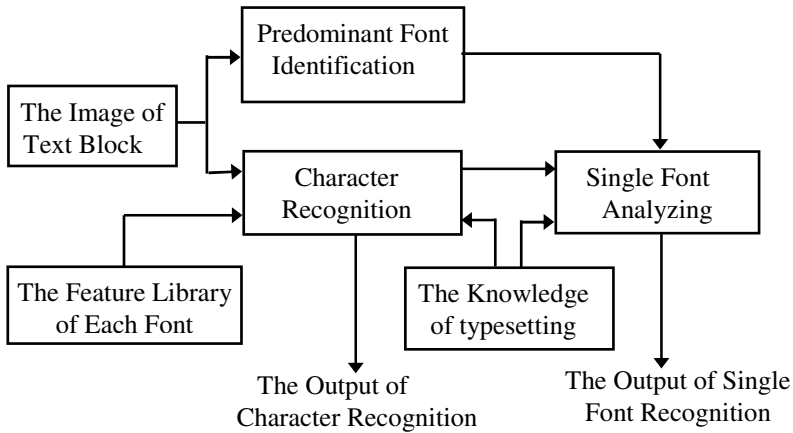 Predominant Font
Identification
The Image of
Text Block
Character
Recognition
Single Font
Analyzing
The Feature Library
of Each Font
The Knowledge
of typesetting
The Output of
Character Recognition
The Output of Single
Font Recognition